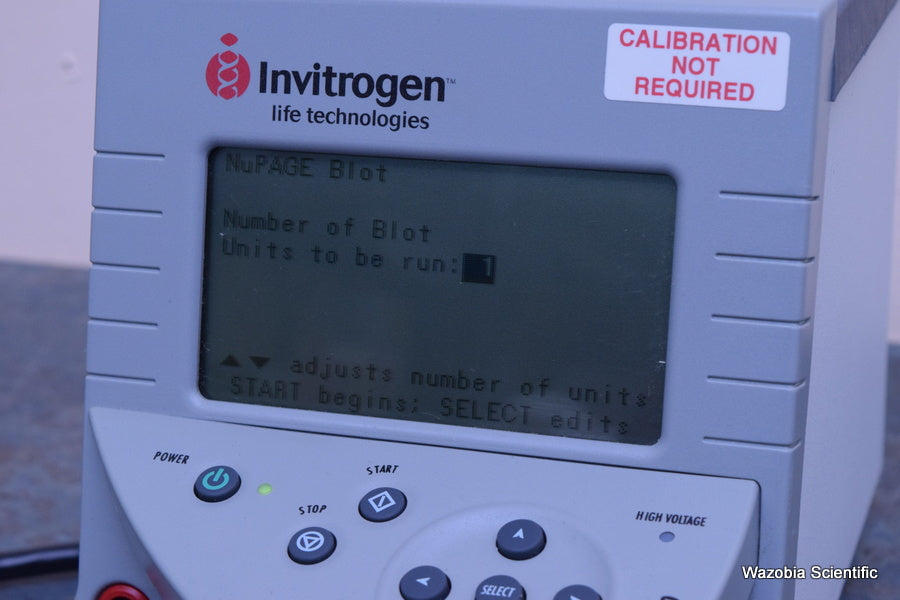 Invitrogen™
life technologies
CALIBRATION
NOT
REQUIRED
NuPAGE Blot
Number of Blot
Units to be run: 1
▲▼ adjusts number of units
START begins; SELECT edits
POWER
START
STOP
HIGH VOLTAGE
SELECT
Wazobia Scientific